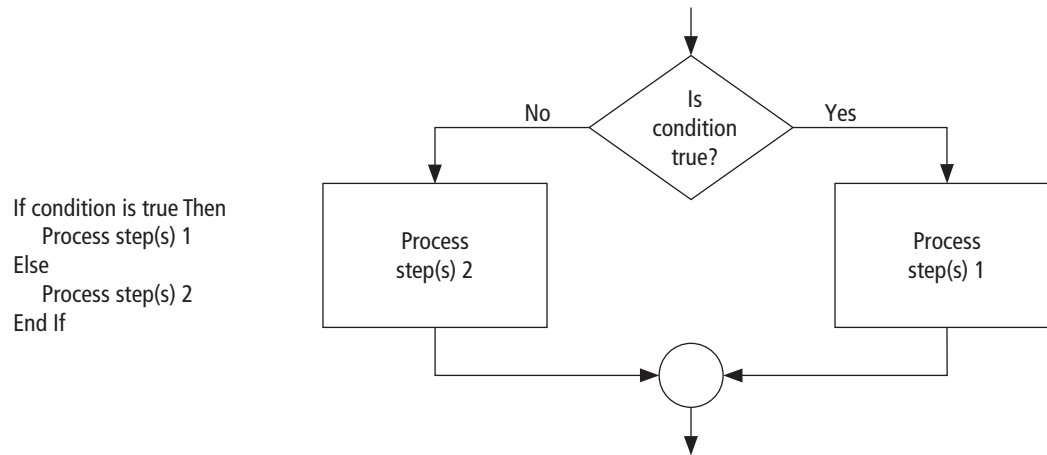 If condition is true Then
Process step(s) 1
Else
Process step(s) 2
End If
Is
condition
true?
No
Yes
Process
step(s) 2
Process
step(s) 1